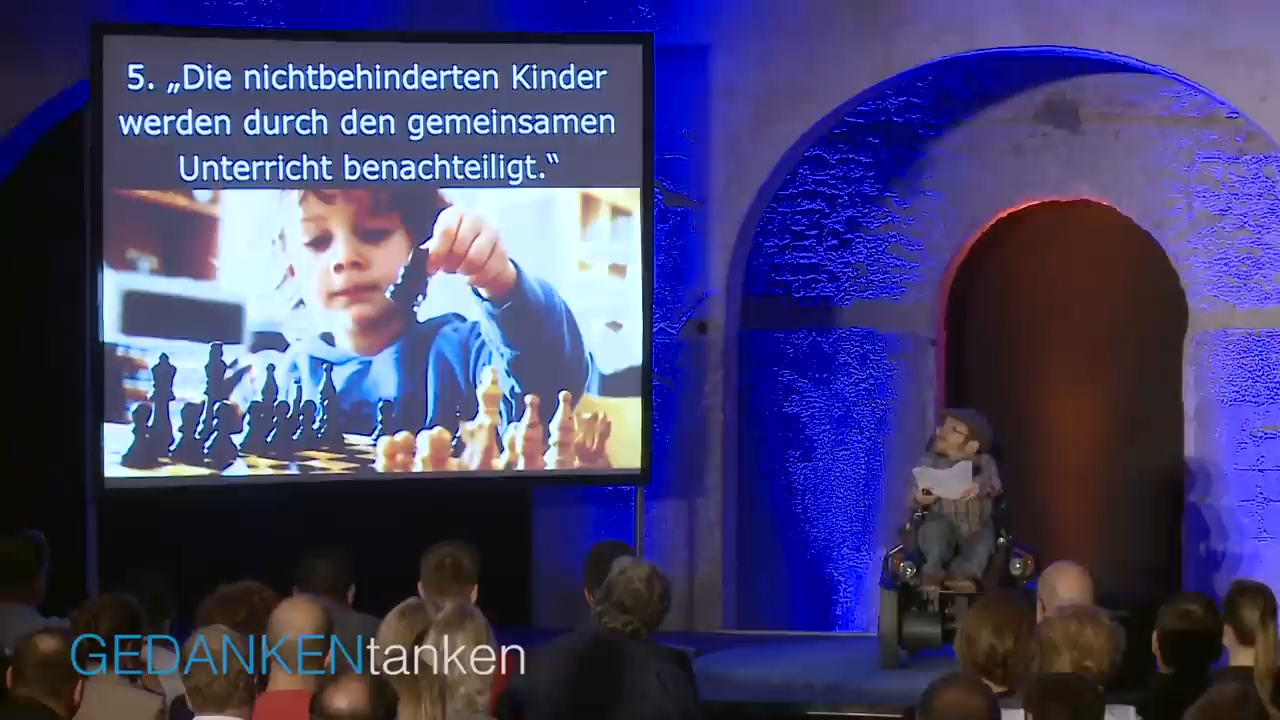 5. „Die nichtbehinderten Kinder
werden durch den gemeinsamen
Unterricht benachteiligt.“
GEDANKENtanken